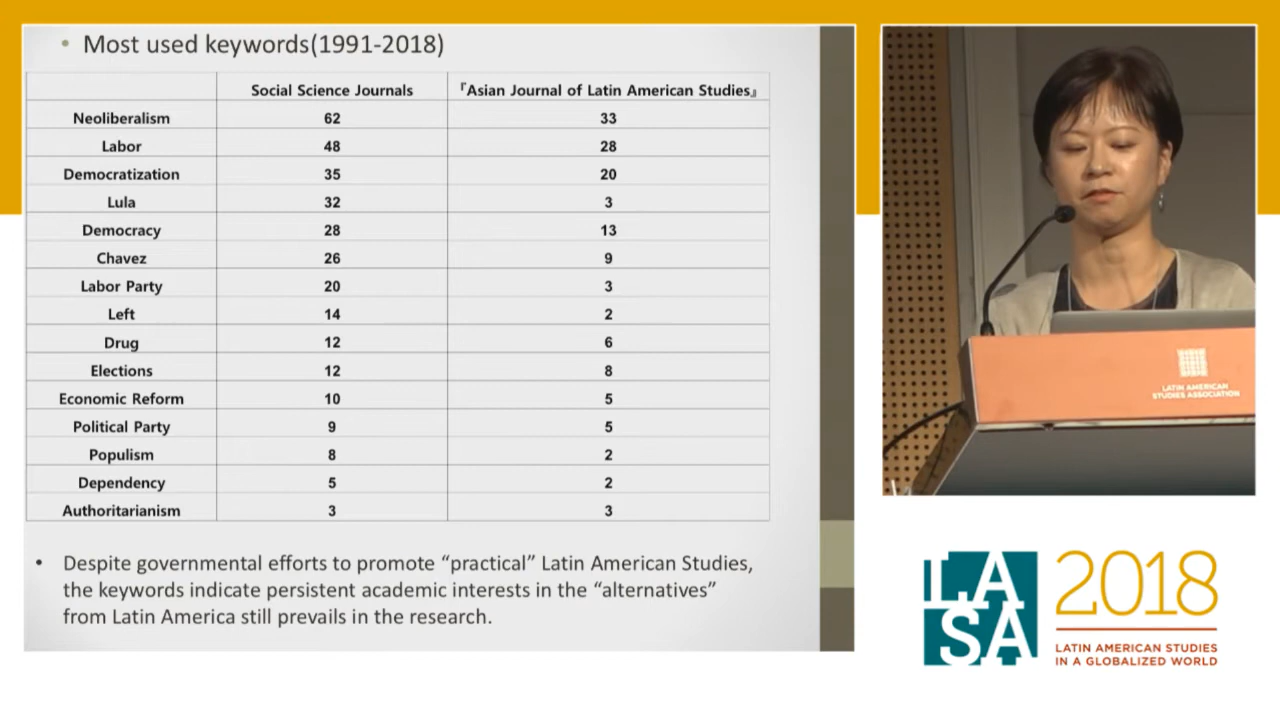 • Most used keywords(1991-2018)
Social Science Journals 『Asian Journal of Latin American Studies』
Neoliberalism 62 33
Labor 48 28
Democratization 35 20
Lula 32 3
Democracy 28 13
Chavez 26 9
Labor Party 20 3
Left 14 2
Drug 12 6
Elections 12 8
Economic Reform 10 5
Political Party 9 5
Populism 8 2
Dependency 5 2
Authoritarianism 3 3
• Despite governmental efforts to promote “practical” Latin American Studies,
the keywords indicate persistent academic interests in the “alternatives”
from Latin America still prevails in the research.
LATIN AMERICAN
STUDIES ASSOCIATION
LA
SA
2018
LATIN AMERICAN STUDIES
IN A GLOBALIZED WORLD